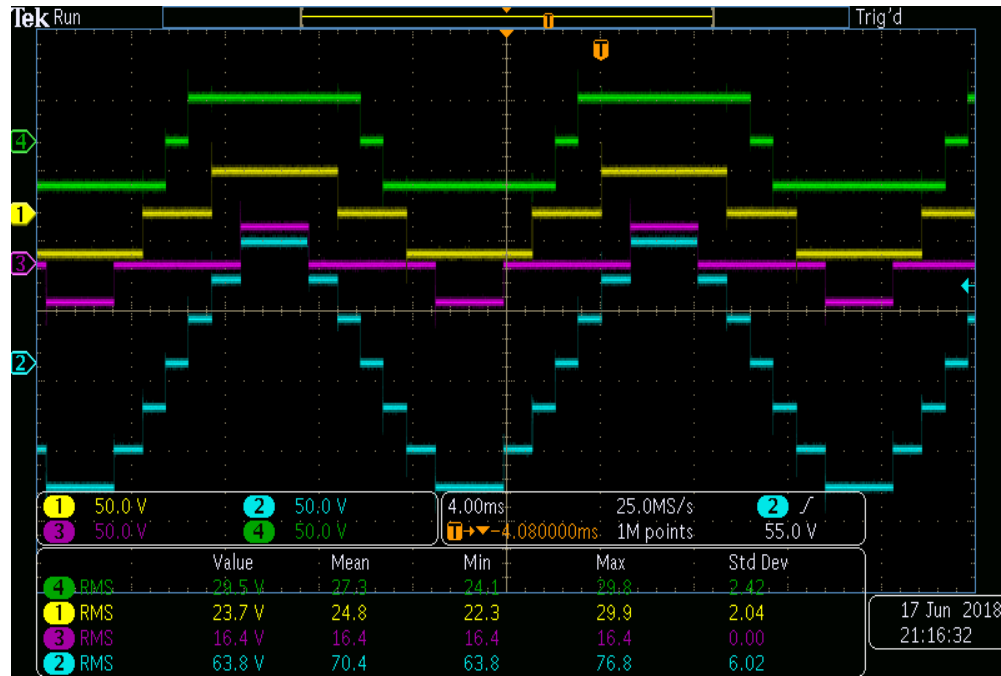 Tek Run Trig'd
T
T
4
1
3
2
1 50.0 V 2 50.0 V 4.00ms 25.0MS/s 2
3 50.0 V 4 50.0 V T→▼-4.080000ms 1M points 55.0 V
Value Mean Min Max Std Dev
4 RMS 29.5 V 27.3 24.1 29.8 2.42
1 RMS 23.7 V 24.8 22.3 29.9 2.04
3 RMS 16.4 V 16.4 16.4 16.4 0.00
2 RMS 63.8 V 70.4 63.8 76.8 6.02
17 Jun 2018
21:16:32